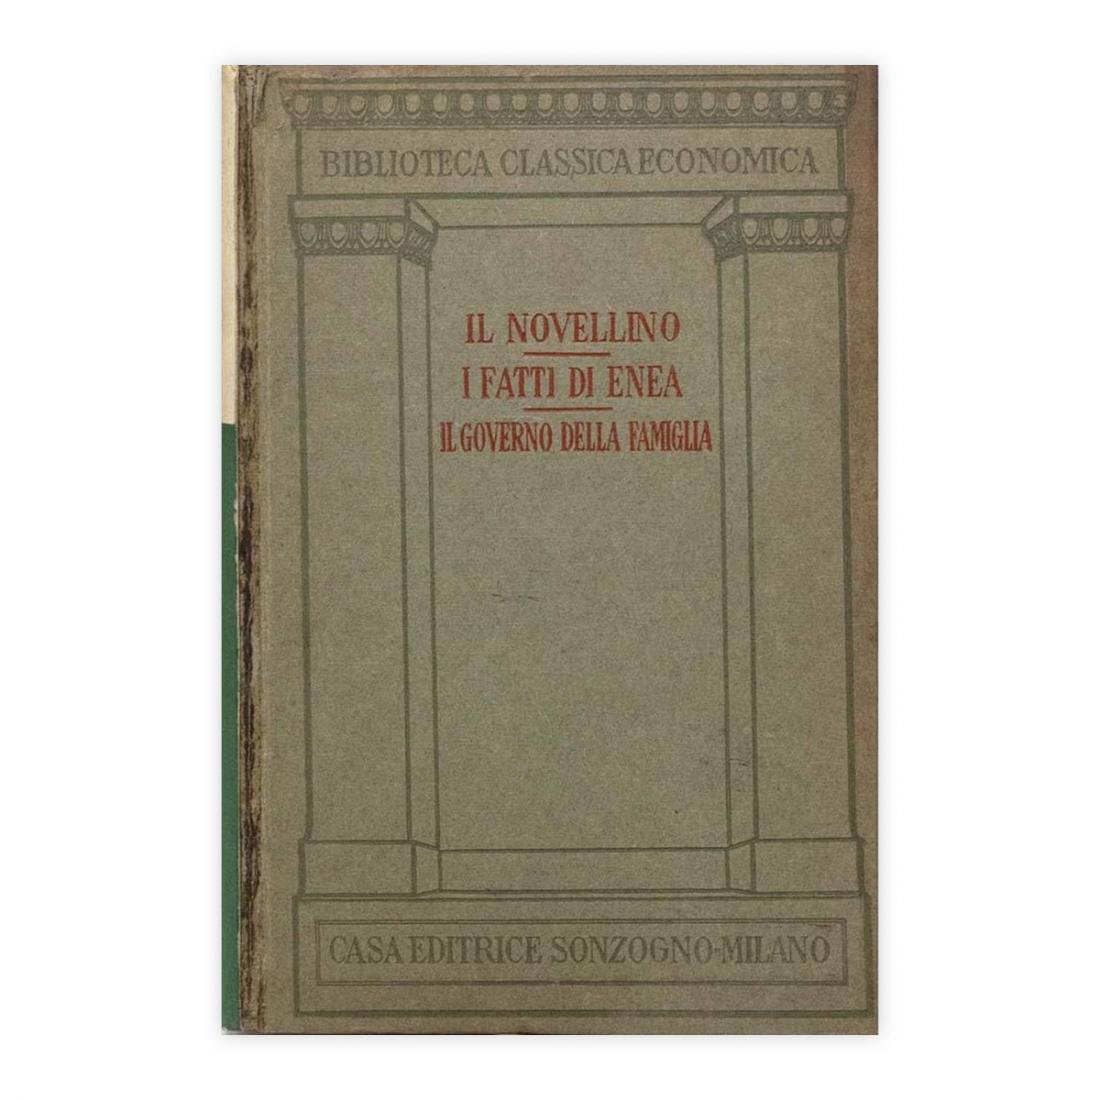 BIBLIOTECA CLASSICA ECONOMICA
IL NOVELLINO
I FATTI DI ENEA
IL GOVERNO DELLA FAMIGLIA
CASA EDITRICE SONZOGNO-MILANO